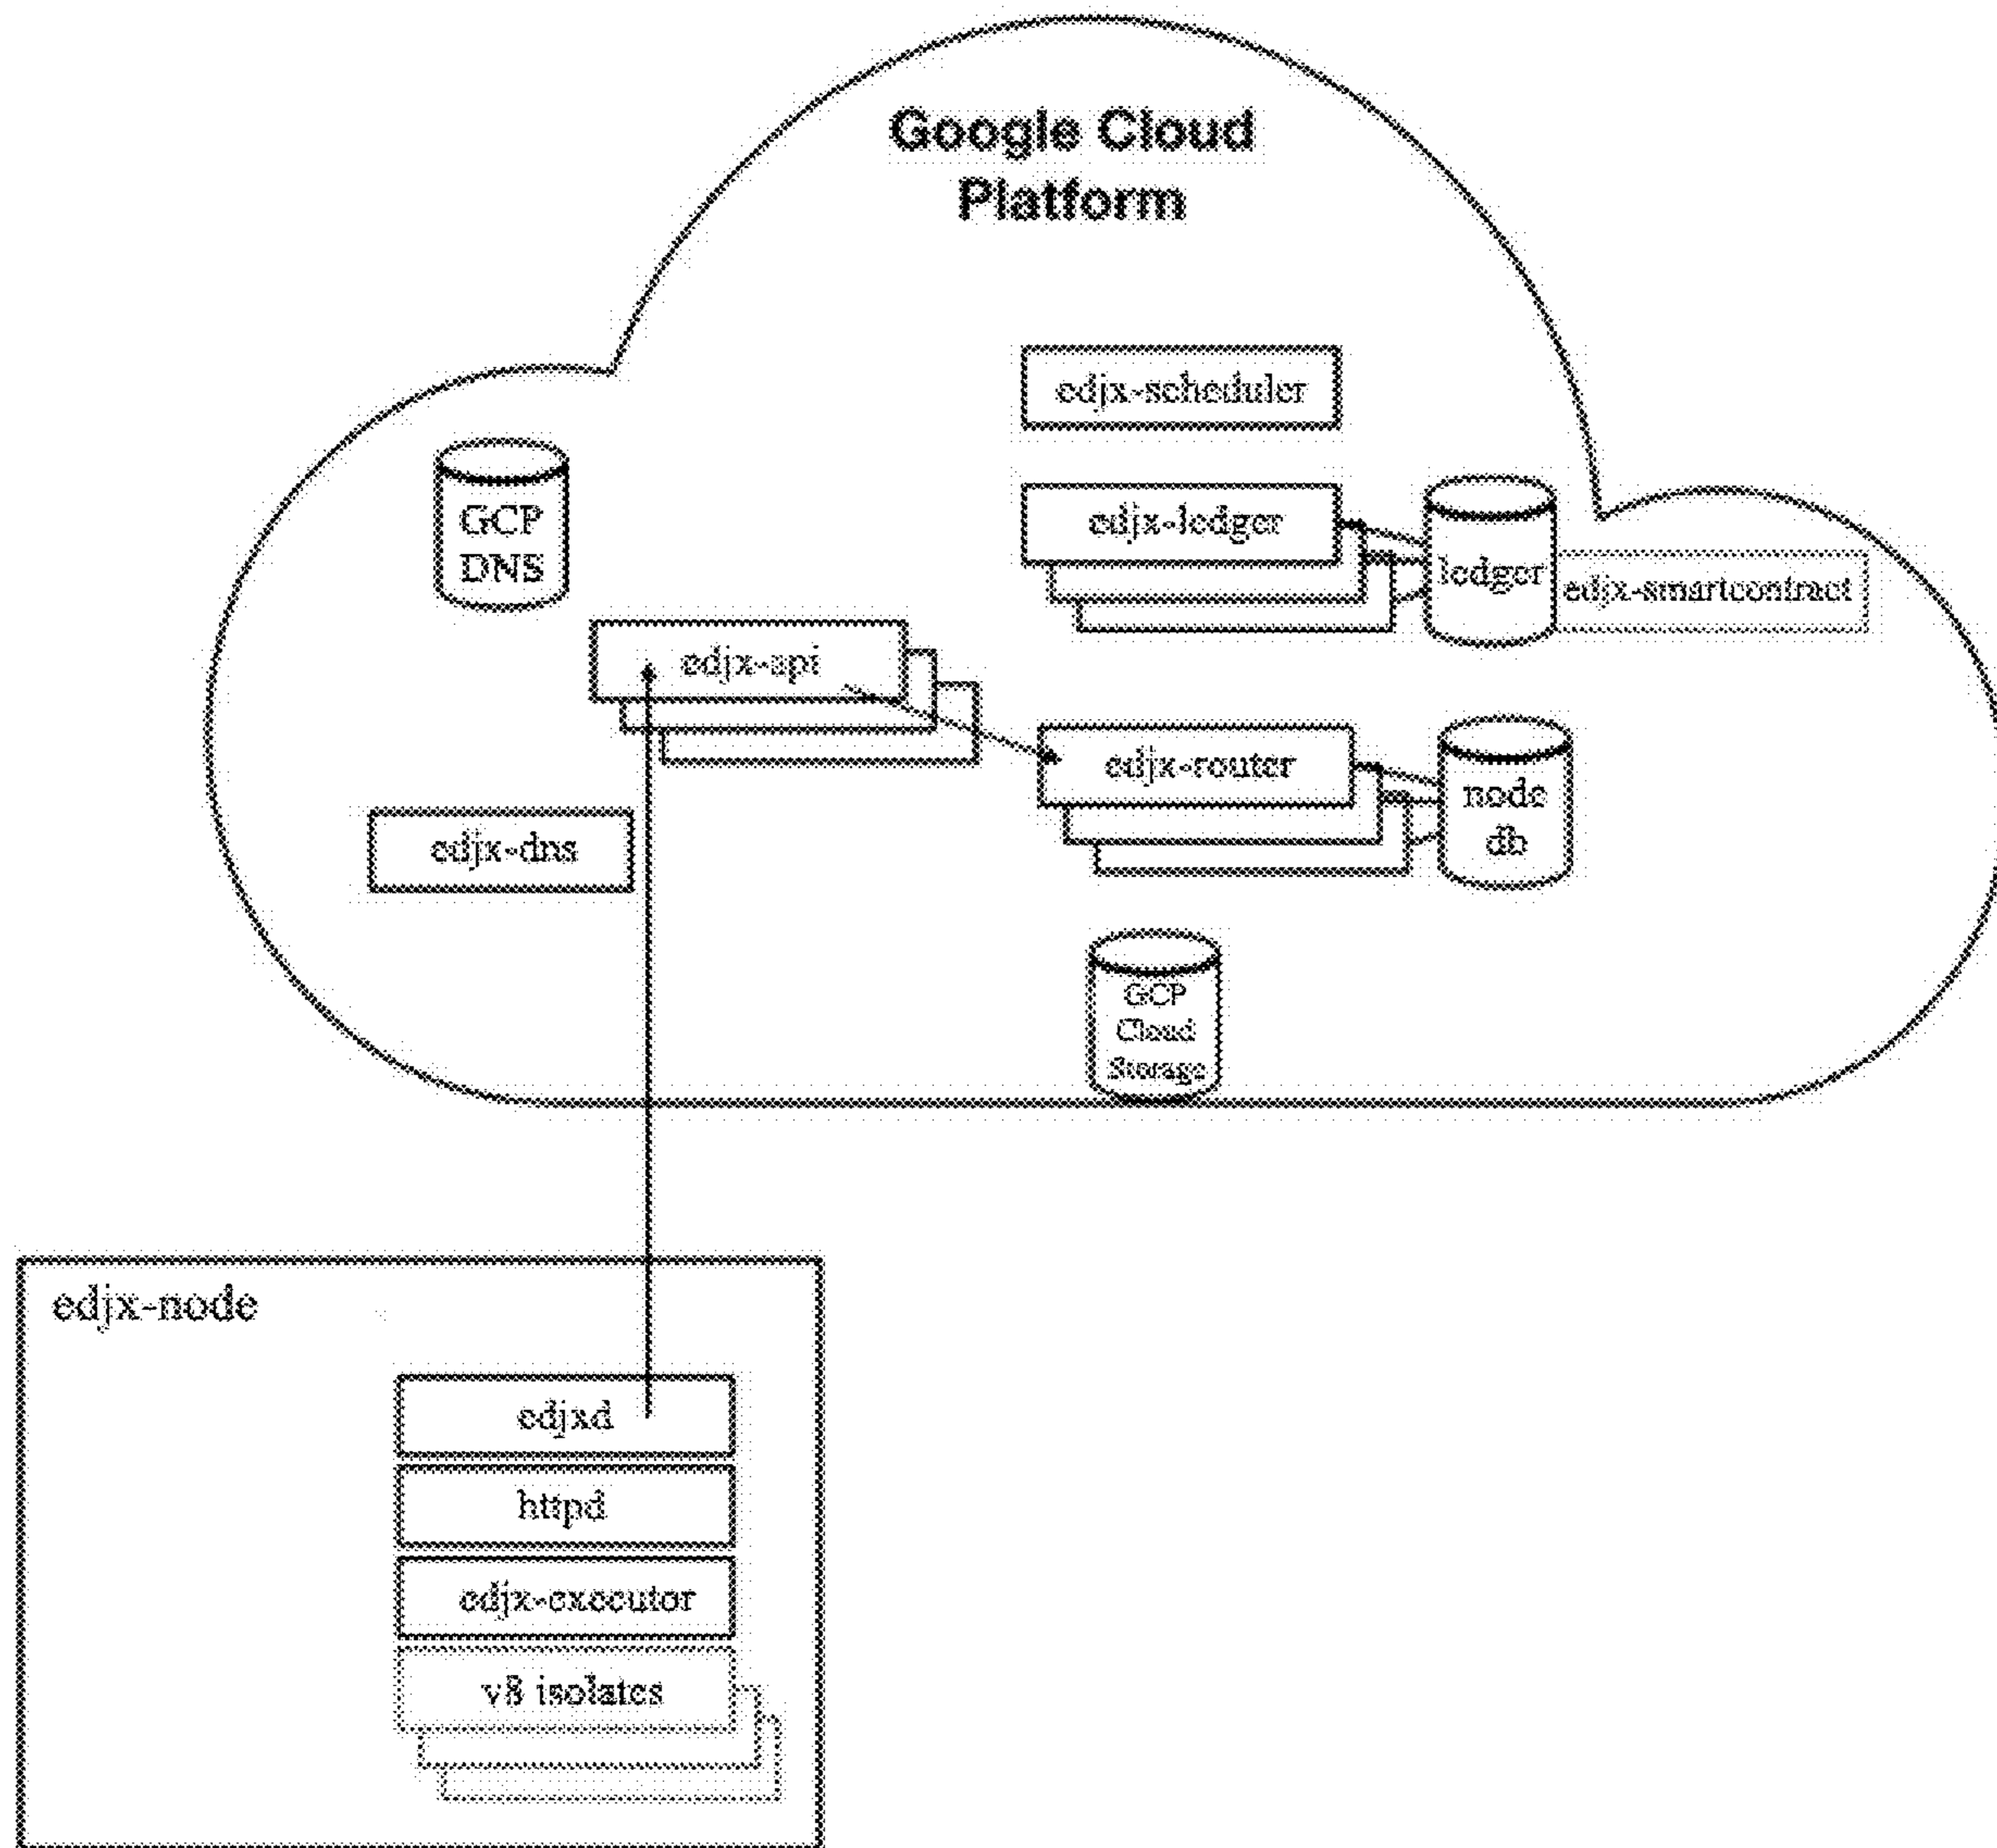 Google Cloud
Platform
edjx-scheduler
GCP
DNS
edjx-ledger
ledger
edjx-smartcontract
edjx-api
edjx-router
node
db
edjx-dns
GCP
Cloud
Storage
edjx-node
edjxd
httpd
edjx-executor
v8 isolates